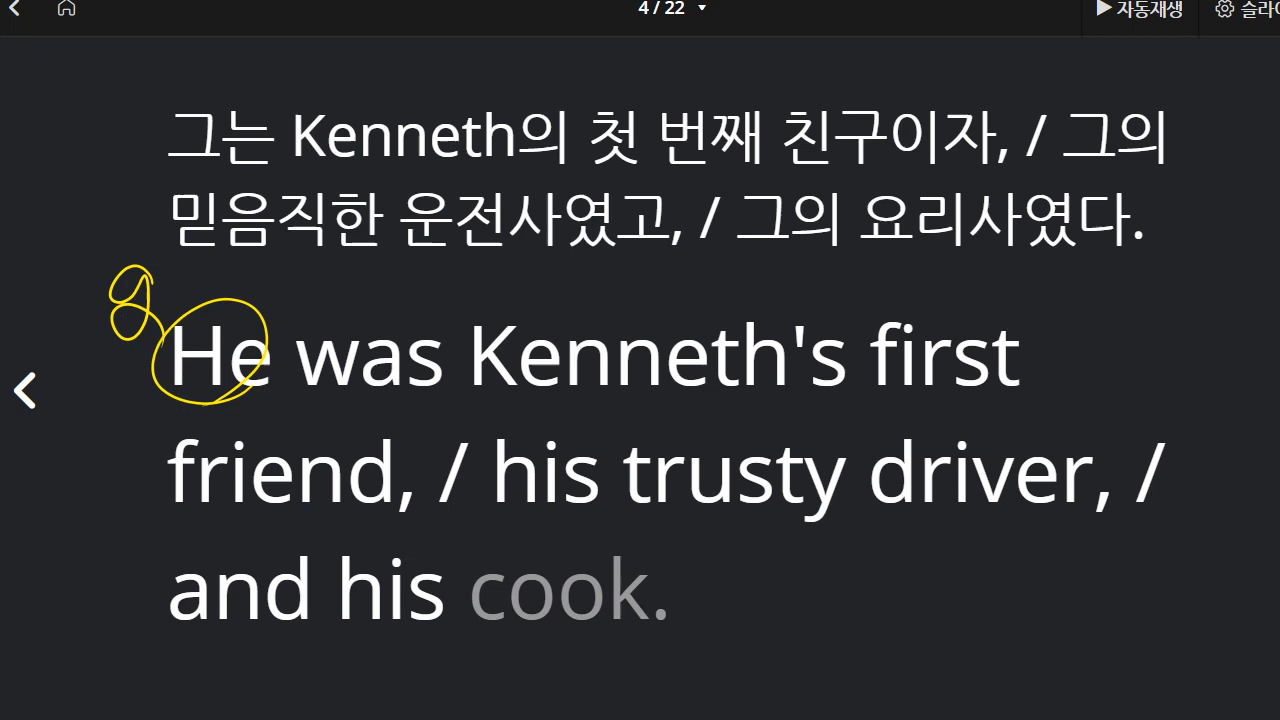 4 / 22
▶ 자동재생
그는 Kenneth의 첫 번째 친구이자, / 그의
믿음직한 운전사였고, / 그의 요리사였다.
He was Kenneth's first
friend, / his trusty driver, /
and his cook.